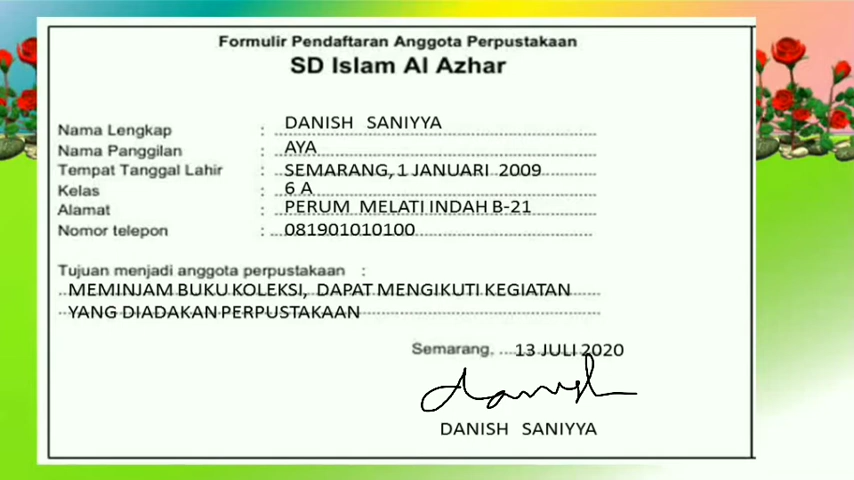 Formulir Pendaftaran Anggota Perpustakaan
SD Islam Al Azhar
Nama Lengkap : DANISH SANIYYA
Nama Panggilan : AYA
Tempat Tanggal Lahir : SEMARANG, 1 JANUARI 2009
Kelas : 6 A
Alamat : PERUM MELATI INDAH B-21
Nomor telepon : 081901010100
Tujuan menjadi anggota perpustakaan :
MEMINJAM BUKU KOLEKSI, DAPAT MENGIKUTI KEGIATAN
YANG DIADAKAN PERPUSTAKAAN
Semarang, 13 JULI 2020
danish
DANISH SANIYYA